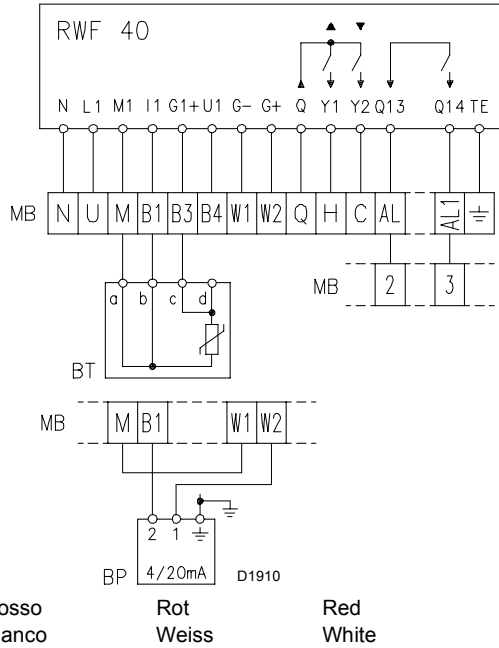 RWF 40
N L1 M1 I1 G1+ U1 G- G+ Q Y1 Y2 Q13 Q14 TE
MB N U M B1 B3 B4 W1 W2 Q H C AL AL1
MB 2 3
a b c d
BT
MB M B1 W1 W2
2 1
BP 4/20mA D1910
osso Rot Red
anco Weiss White